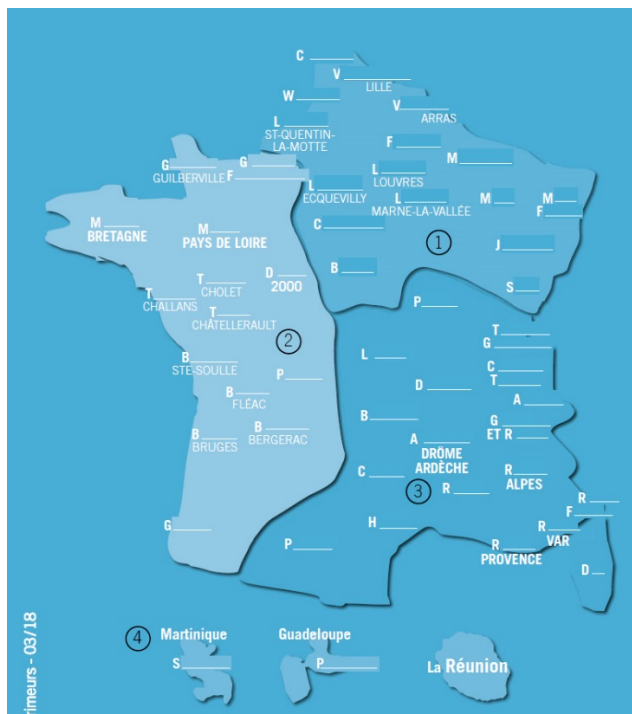 C
V
LILLE
W
V
ARRAS
L
ST-QUENTIN-
LA-MOTTE
F
M
G
GUILBERVILLE
G
F
L
LOUVRES
L
ECQUEVILLY
L
MARNE-LA-VALLÉE
M
M
F
M
BRETAGNE
M
PAYS DE LOIRE
C
1
J
B
D
2000
T
CHOLET
S
T
CHALLANS
P
T
CHÂTELLERAULT
2
T
G
B
STE-SOULLE
L
C
T
P
D
B
FLÉAC
A
B
B
BRUGES
B
BERGERAC
A
DRÔME
ARDÈCHE
G
ET R
C
3
R
R
ALPES
R
F
G
P
H
R
PROVENCE
R
VAR
D
rimeurs - 03/18
4
Martinique
S
Guadeloupe
P
La Réunion